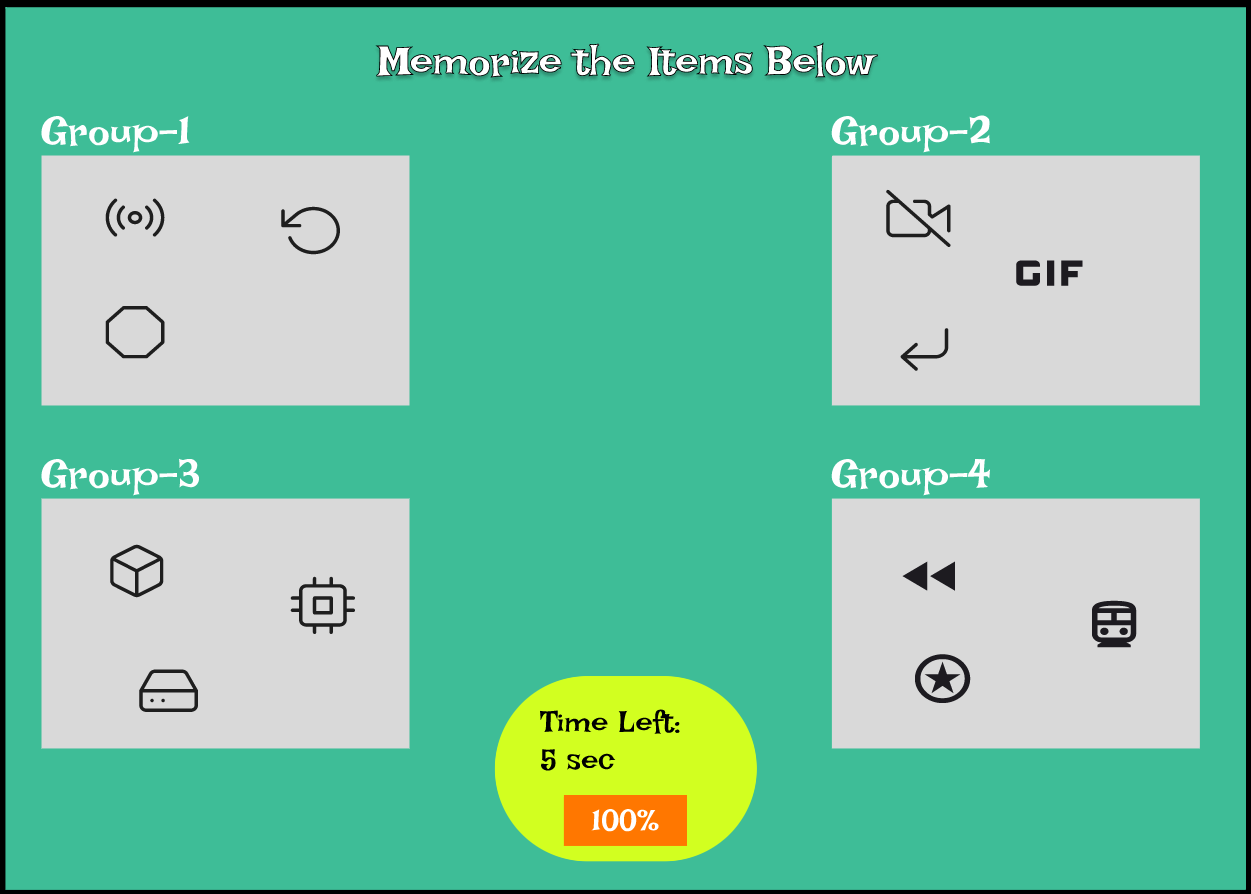 Memorize the Items Below
Group-1
Group-2
GIF
Group-3
Group-4
Time Left:
5 sec
100%